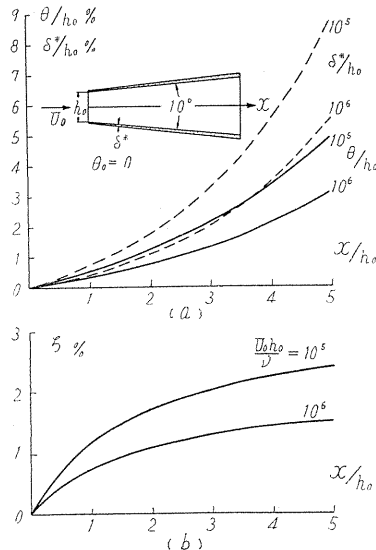 θ/h₀ %
δ*/h₀ %
9
8
7
6
5
4
3
2
1
0
U₀
h₀
10°
x
δ*
θ₀ = 0
10⁵
δ*/h₀
10⁶
10⁵
θ/h₀
10⁶
x/h₀
1 2 3 4 5
(a)
3
2
1
0
ζ %
U₀h₀/ν = 10⁵
10⁶
x/h₀
1 2 3 4 5
(b)